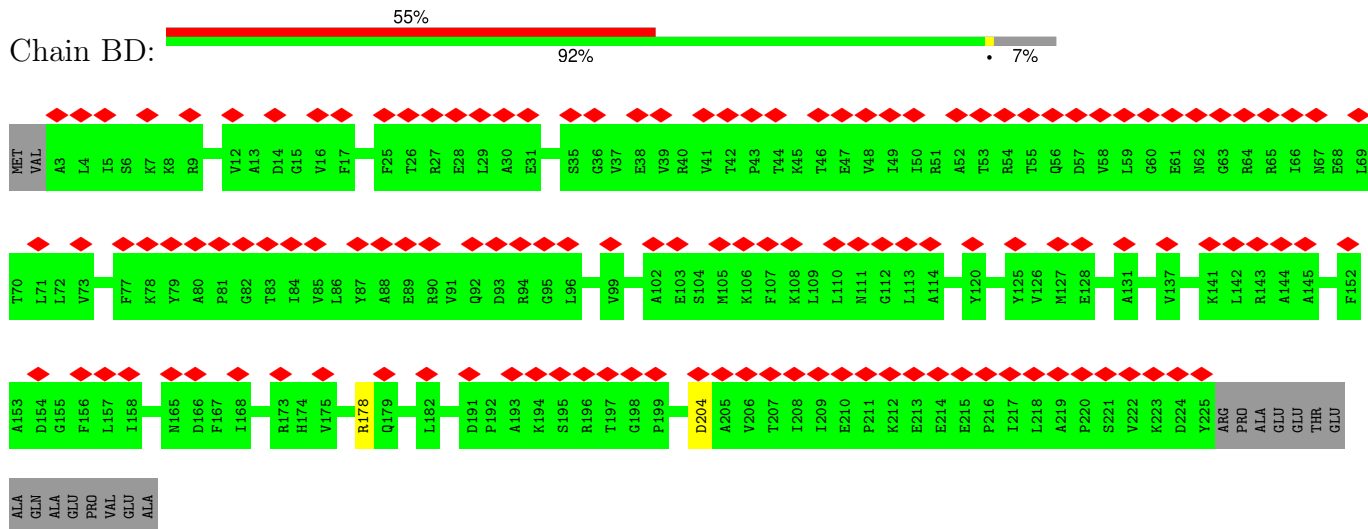 55%
Chain BD:
92% • 7%
MET VAL A3 L4 I5 S6 K7 K8 R9 V12 A13 D14 G15 V16 F17 F25 T26 R27 E28 L29 A30 E31 S35 G36 V37 E38 V39 R40 V41 T42 P43 T44 K45 T46 E47 V48 I49 I50 R51 A52 T53 R54 T55 Q56 D57 V58 L59 G60 E61 N62 G63 R64 R65 I66 N67 E68 L69
T70 L71 L72 V73 F77 K78 Y79 A80 P81 G82 T83 I84 V85 L86 Y87 A88 E89 R90 V91 Q92 D93 R94 G95 L96 V99 A102 E103 S104 M105 K106 F107 K108 L109 L110 N111 G112 L113 A114 Y120 Y125 V126 M127 E128 A131 V137 K141 L142 R143 A144 A145 F152
A153 D154 G155 F156 L157 I158 N165 D166 F167 I168 R173 H174 V175 R178 Q179 L182 D191 P192 A193 K194 S195 R196 T197 G198 P199 D204 A205 V206 T207 I208 I209 E210 P211 K212 E213 E214 E215 P216 I217 L218 A219 P220 S221 V222 K223 D224 Y225 ARG PRO ALA GLU GLU THR GLU
ALA GLN ALA GLU PRO VAL GLU ALA